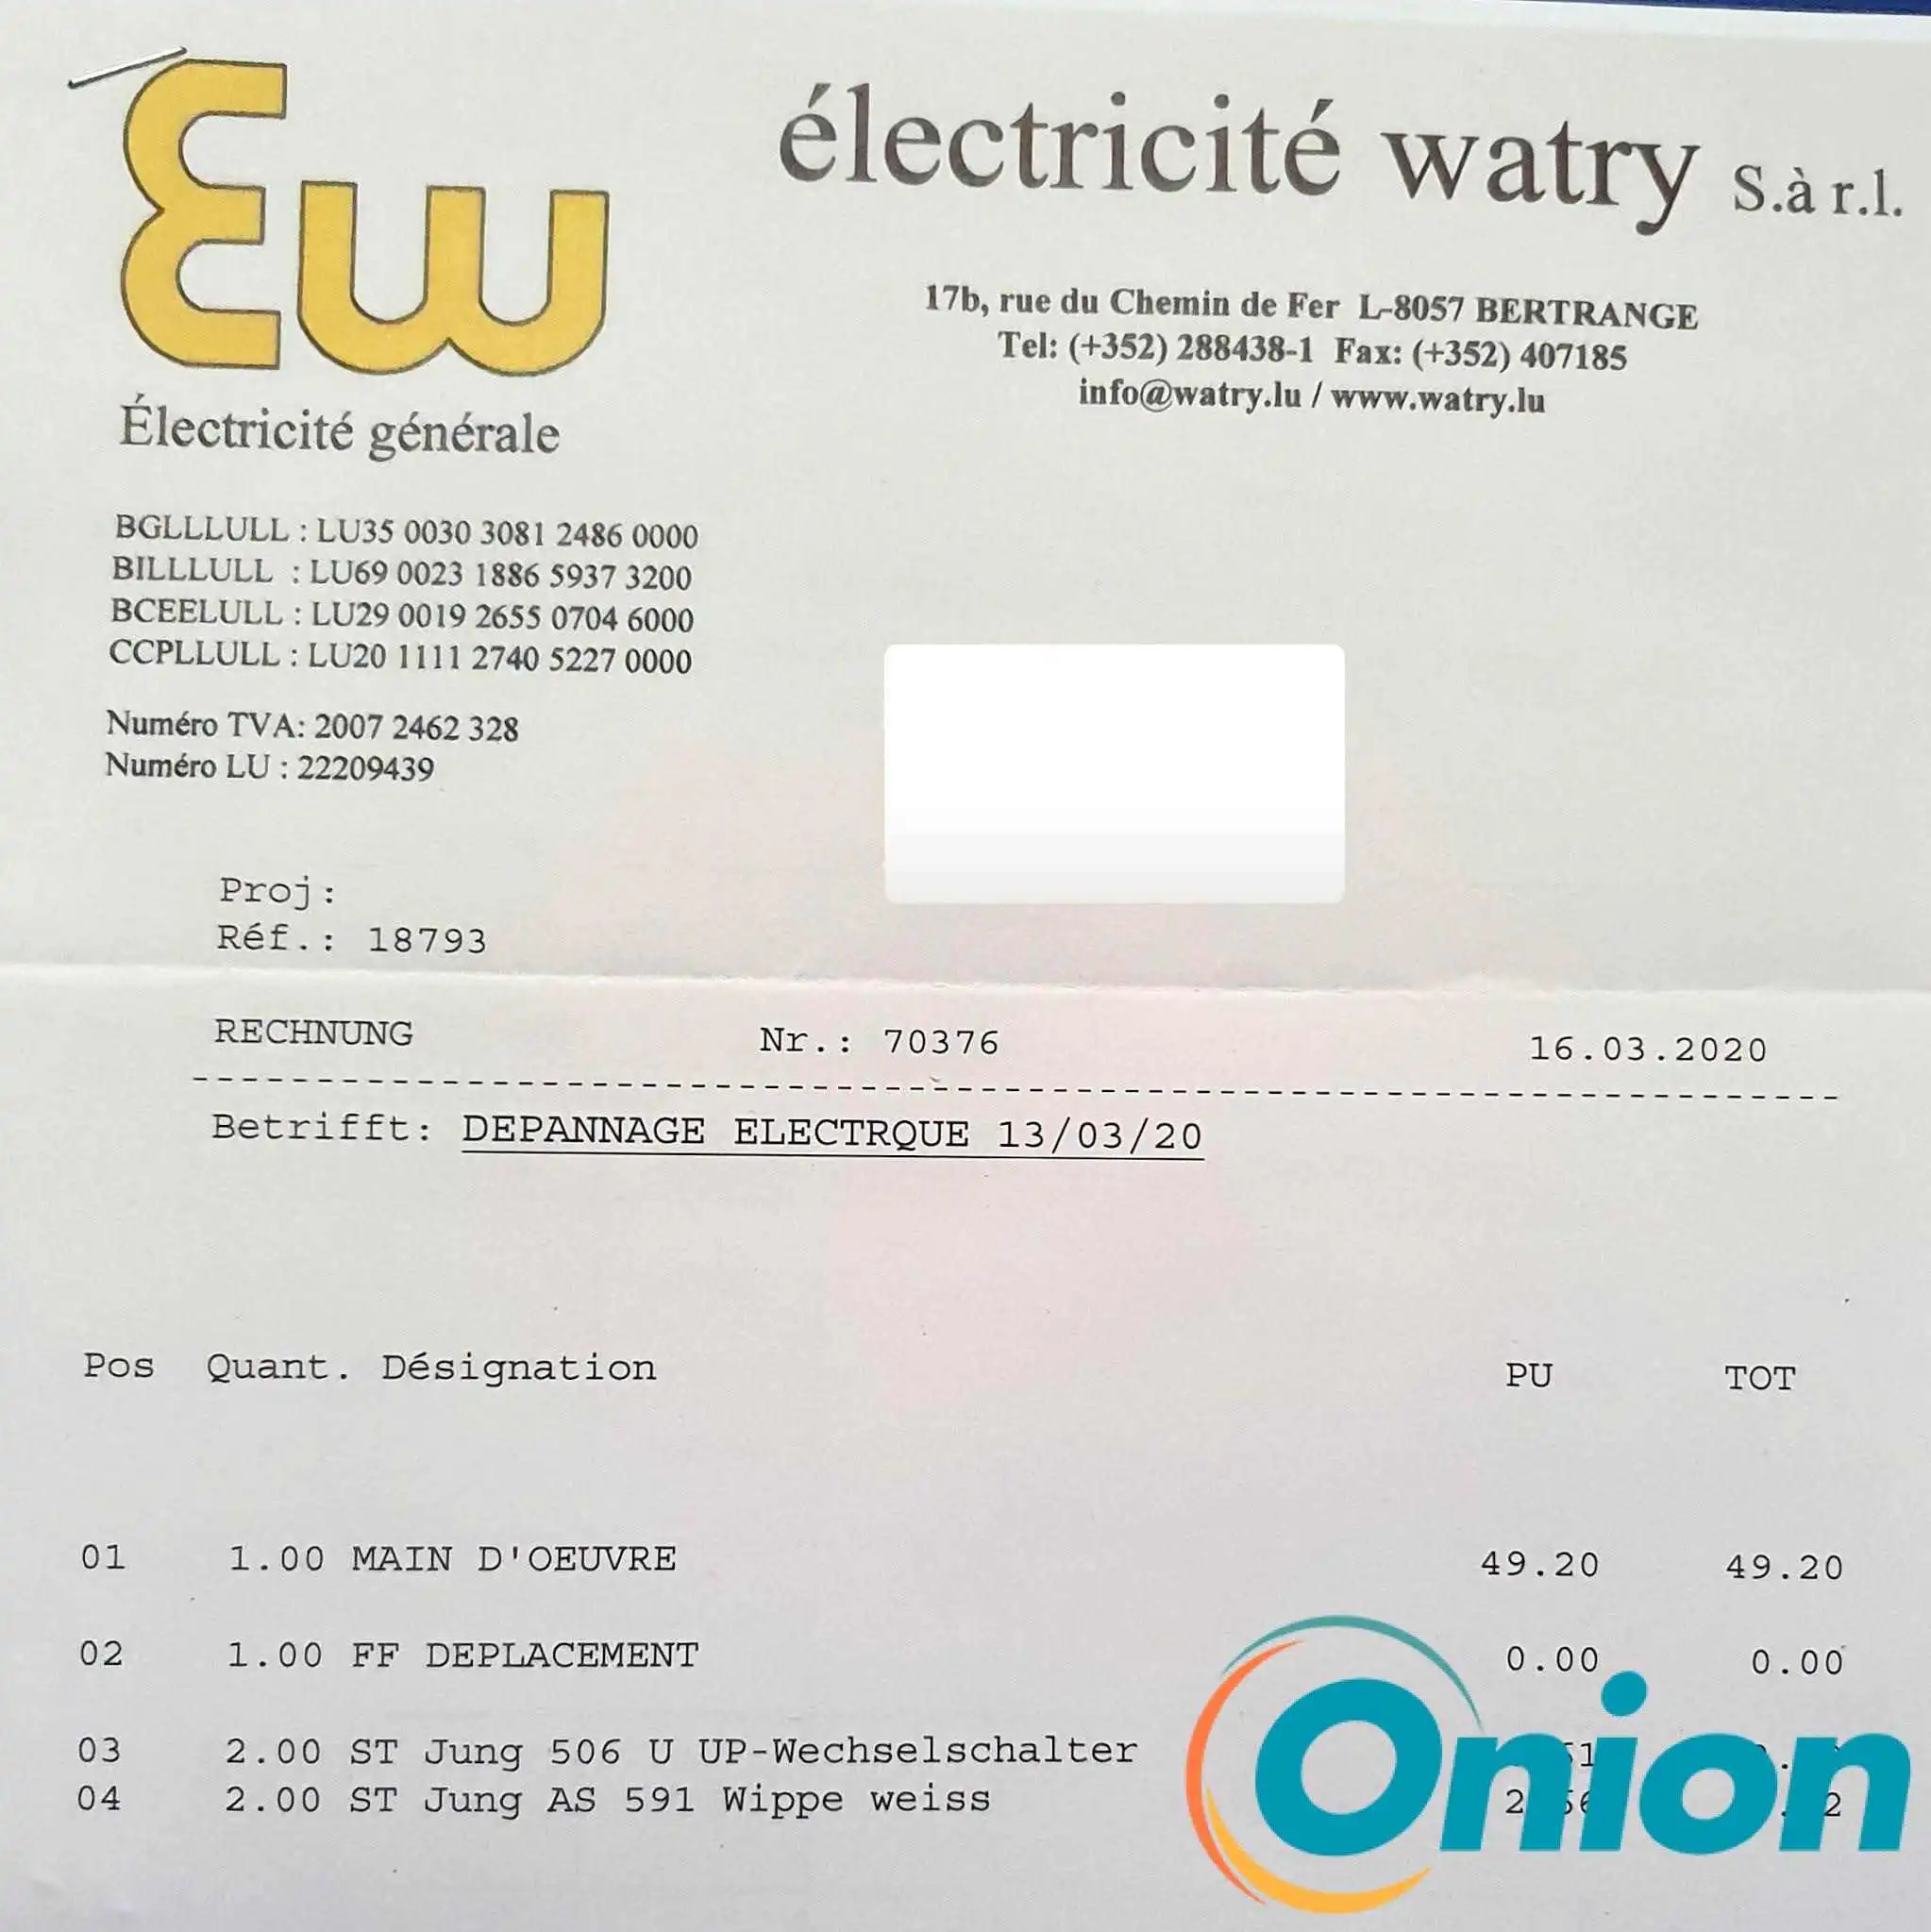 Ew
électricité watry S.à r.l.
17b, rue du Chemin de Fer L-8057 BERTRANGE
Tel: (+352) 288438-1 Fax: (+352) 407185
info@watry.lu / www.watry.lu
Électricité générale
BGLLLULL : LU35 0030 3081 2486 0000
BILLLULL : LU69 0023 1886 5937 3200
BCEELULL : LU29 0019 2655 0704 6000
CCPLLULL : LU20 1111 2740 5227 0000
Numéro TVA: 2007 2462 328
Numéro LU : 22209439
Proj:
Réf.: 18793
RECHNUNG Nr.: 70376 16.03.2020
Betrifft: DEPANNAGE ELECTRQUE 13/03/20
Pos Quant. Désignation PU TOT
01 1.00 MAIN D'OEUVRE 49.20 49.20
02 1.00 FF DEPLACEMENT 0.00 0.00
03 2.00 ST Jung 506 U UP-Wechselschalter
04 2.00 ST Jung AS 591 Wippe weiss
Onion